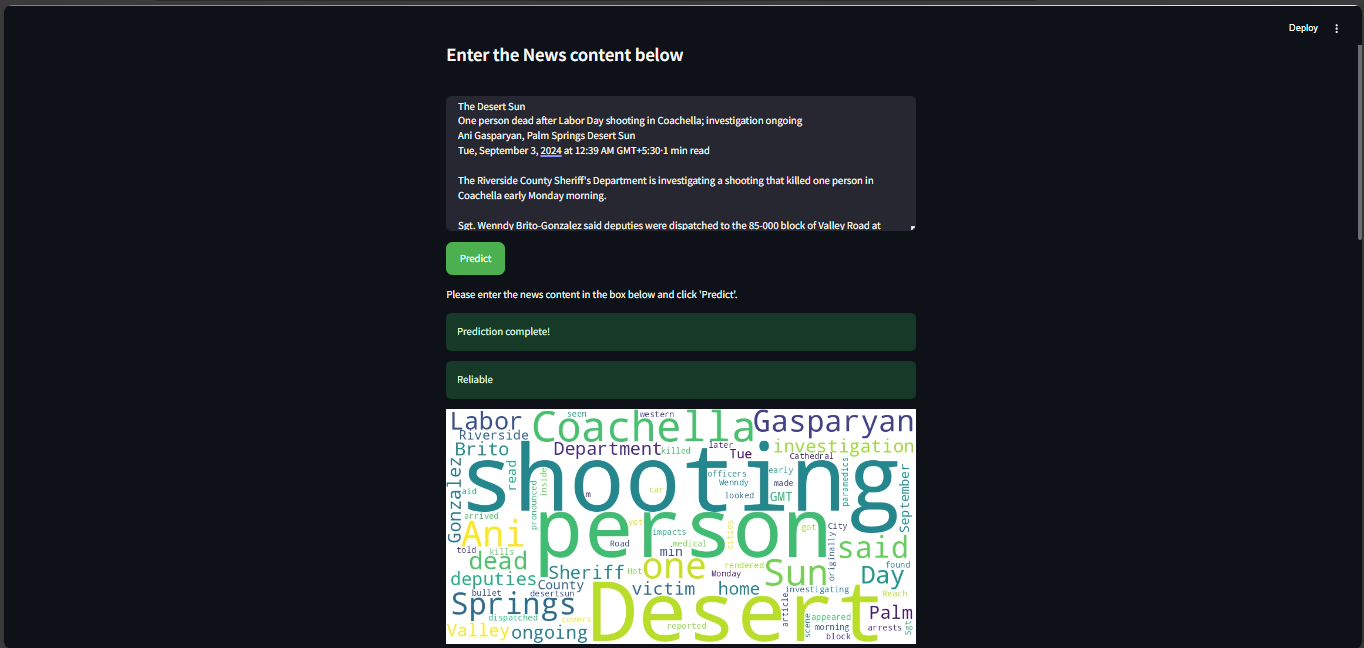 Deploy
Enter the News content below
The Desert Sun
One person dead after Labor Day shooting in Coachella; investigation ongoing
Ani Gasparyan, Palm Springs Desert Sun
Tue, September 3, 2024 at 12:39 AM GMT+5:30·1 min read
The Riverside County Sheriff's Department is investigating a shooting that killed one person in
Coachella early Monday morning.
Sgt. Wenndy Brito-Gonzalez said deputies were dispatched to the 85-000 block of Valley Road at
Predict
Please enter the news content in the box below and click 'Predict'.
Prediction complete!
Reliable
Labor
seen
Coachella
western
Gasparyan
Riverside
Brito
Department
killed
later
Tue
investigation
Cathedral
shooting
Gonzalez
read
inside
said
pronounced
m
car
officers
Wenndy
looked
early
made
GMT
paramedics
September
arrived
Ani
person
yet
impacts
Road
medical
min
cities
got
City
originally
said
told
kills
dead
deputies
Sheriff
Hot
one
rendered
Monday
Sun
found
Day
bullet
County
desertsun
victim
home
investigating
Reach
Springs
dispatched
Desert
article
scene
appeared
Palm
arrests
Valley
covers
ongoing
reported
morning
block
Sgt